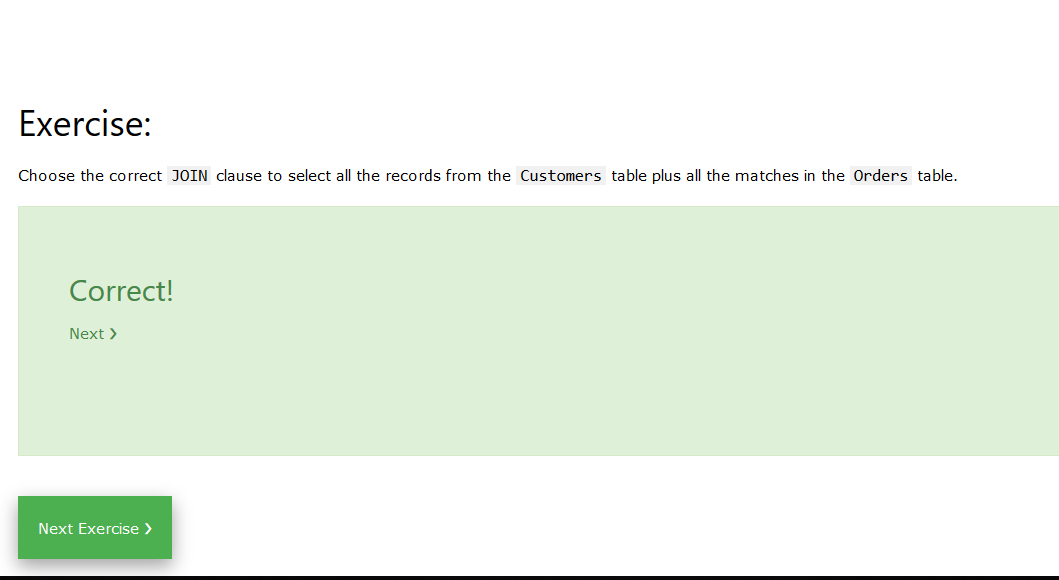 Exercise:
Choose the correct JOIN clause to select all the records from the Customers table plus all the matches in the Orders table.
Correct!
Next ❯
Next Exercise ❯